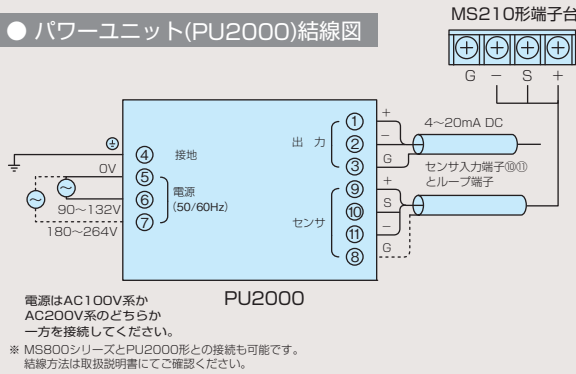 MS210形端子台
● パワーユニット(PU2000)結線図
G − S +
4～20mA DC
センサ入力端子⑩⑪
とループ端子
出 力
① +
② −
③ G
センサ
⑨ +
⑩ S
⑪ −
⑧ G
④ 接地
0V ⑤
90～132V ⑥
180～264V ⑦
電源
(50/60Hz)
PU2000
電源はAC100V系か
AC200V系のどちらか
一方を接続してください。
※ MS800シリーズとPU2000形との接続も可能です。
結線方法は取扱説明書にてご確認ください。